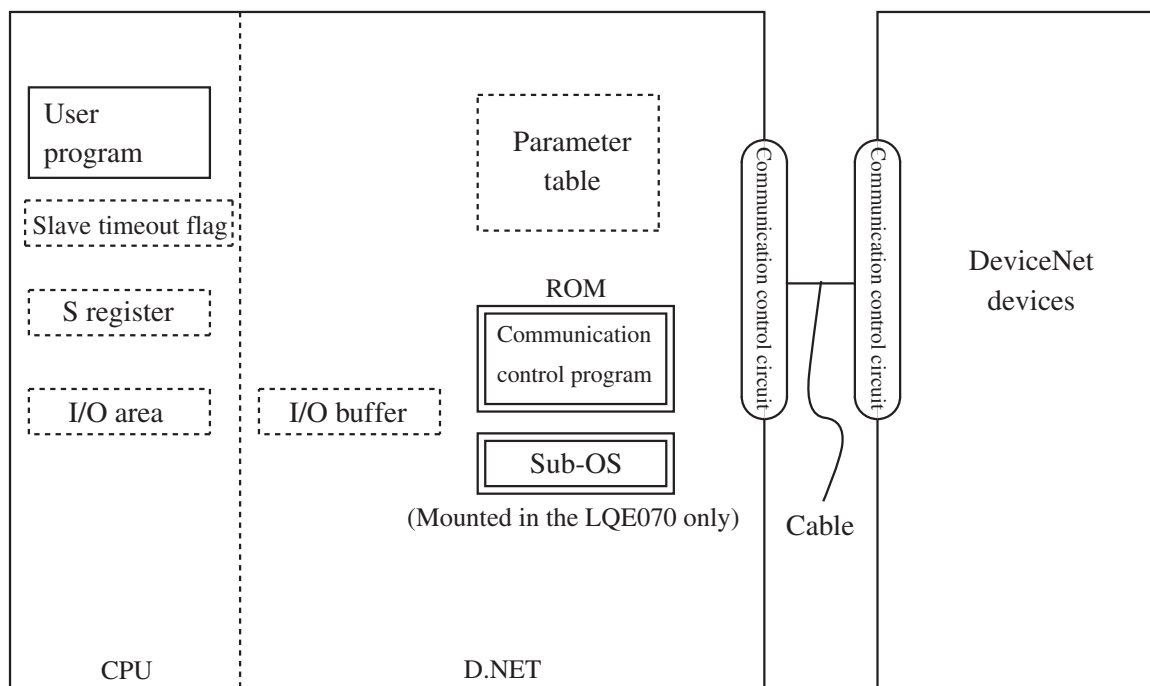 User
program
Slave timeout flag
S register
I/O area
CPU
Parameter
table
ROM
Communication
control program
I/O buffer
Sub-OS
(Mounted in the LQE070 only)
D.NET
Communication control circuit
Cable
Communication control circuit
DeviceNet
devices